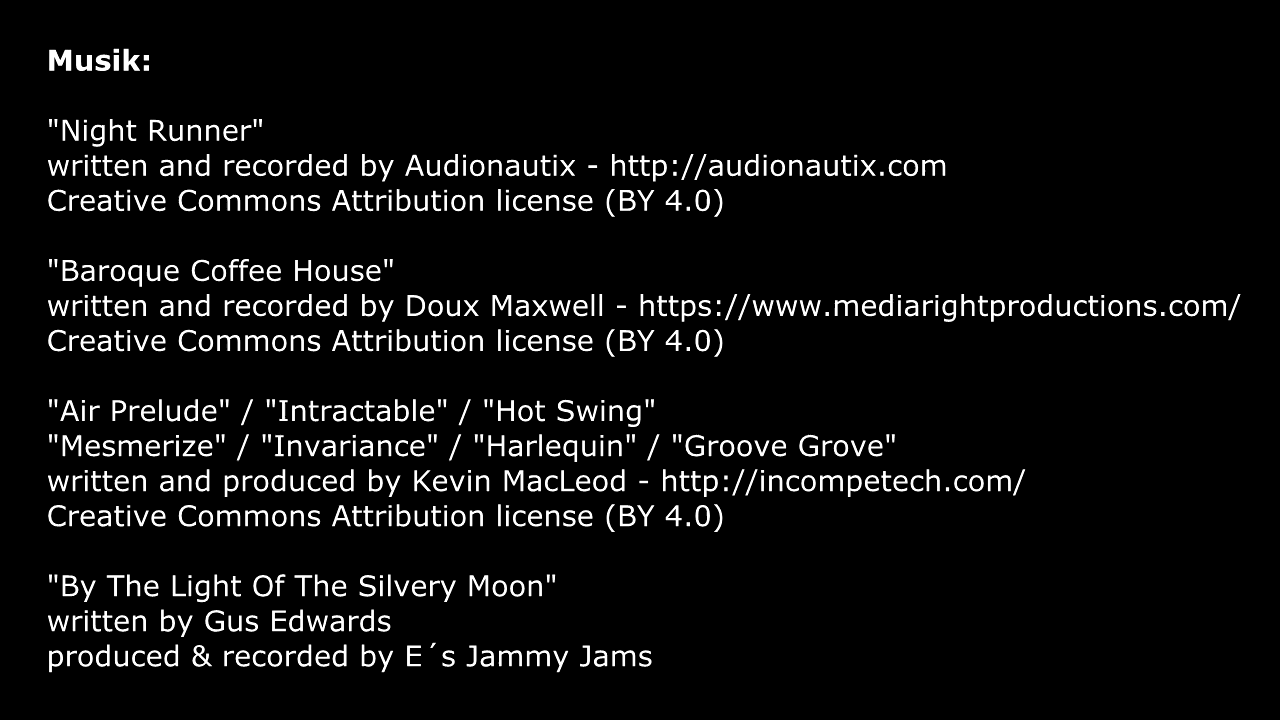 Musik:
"Night Runner"
written and recorded by Audionautix - http://audionautix.com
Creative Commons Attribution license (BY 4.0)
"Baroque Coffee House"
written and recorded by Doux Maxwell - https://www.mediarightproductions.com/
Creative Commons Attribution license (BY 4.0)
"Air Prelude" / "Intractable" / "Hot Swing"
"Mesmerize" / "Invariance" / "Harlequin" / "Groove Grove"
written and produced by Kevin MacLeod - http://incompetech.com/
Creative Commons Attribution license (BY 4.0)
"By The Light Of The Silvery Moon"
written by Gus Edwards
produced & recorded by E´s Jammy Jams